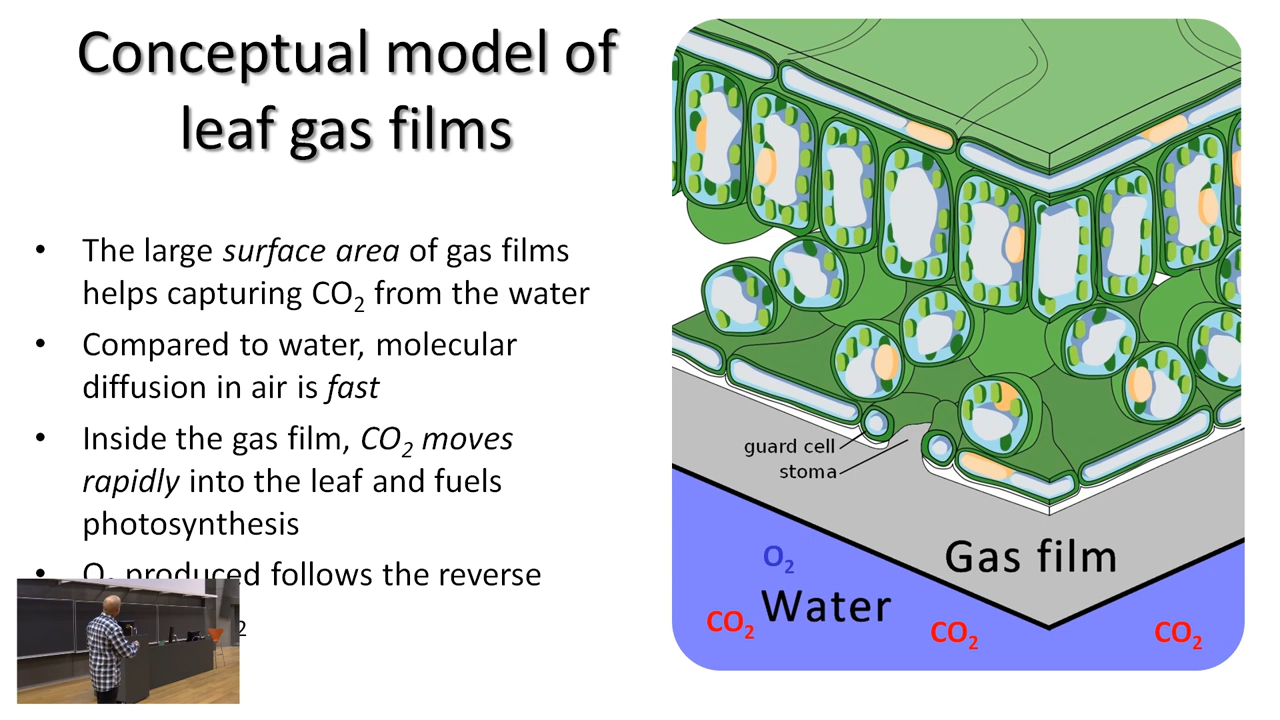 Conceptual model of
leaf gas films
• The large surface area of gas films
helps capturing CO₂ from the water
• Compared to water, molecular
diffusion in air is fast
• Inside the gas film, CO₂ moves
rapidly into the leaf and fuels
photosynthesis
• O₂ produced follows the reverse
2
guard cell
stoma
Gas film
O₂
Water
CO₂ CO₂ CO₂